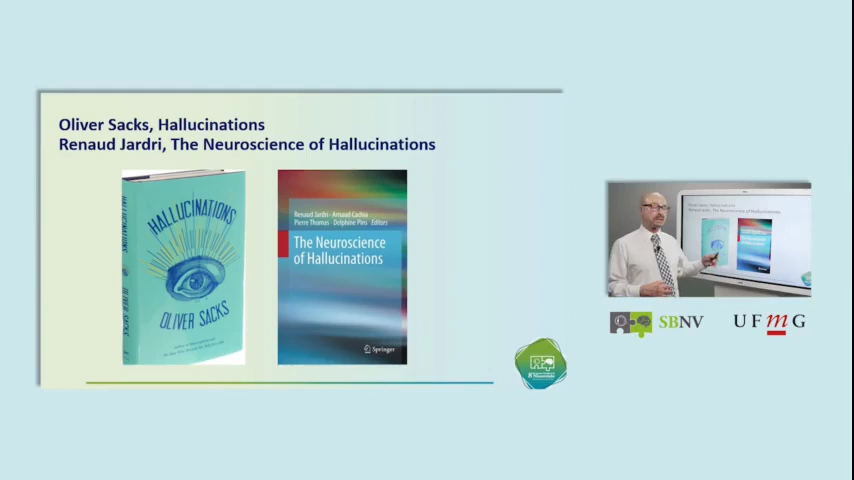 Oliver Sacks, Hallucinations
Renaud Jardri, The Neuroscience of Hallucinations
HALLUCINATIONS
OLIVER SACKS
HALLUCINATIONS
OLIVER SACKS
Renaud Jardri · Arnaud Cachia
Pierre Thomas · Delphine Pins Editors
The Neuroscience
of Hallucinations
Springer
SBNV
UFmG